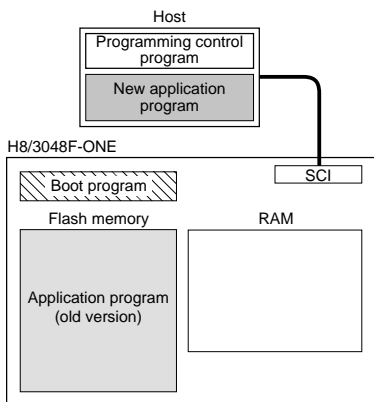 Host
Programming control
program
New application
program
H8/3048F-ONE
SCI
Boot program
Flash memory
RAM
Application program
(old version)